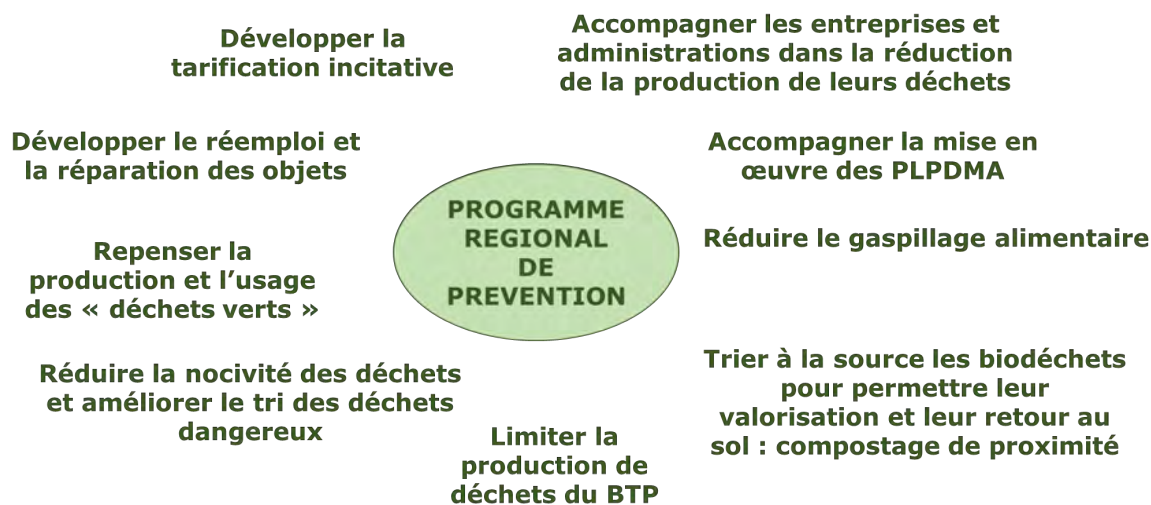 Développer la
tarification incitative
Accompagner les entreprises et
administrations dans la réduction
de la production de leurs déchets
Développer le réemploi et
la réparation des objets
Accompagner la mise en
œuvre des PLPDMA
PROGRAMME
REGIONAL
DE
PREVENTION
Réduire le gaspillage alimentaire
Repenser la
production et l’usage
des « déchets verts »
Réduire la nocivité des déchets
et améliorer le tri des déchets
dangereux
Trier à la source les biodéchets
pour permettre leur
valorisation et leur retour au
sol : compostage de proximité
Limiter la
production de
déchets du BTP